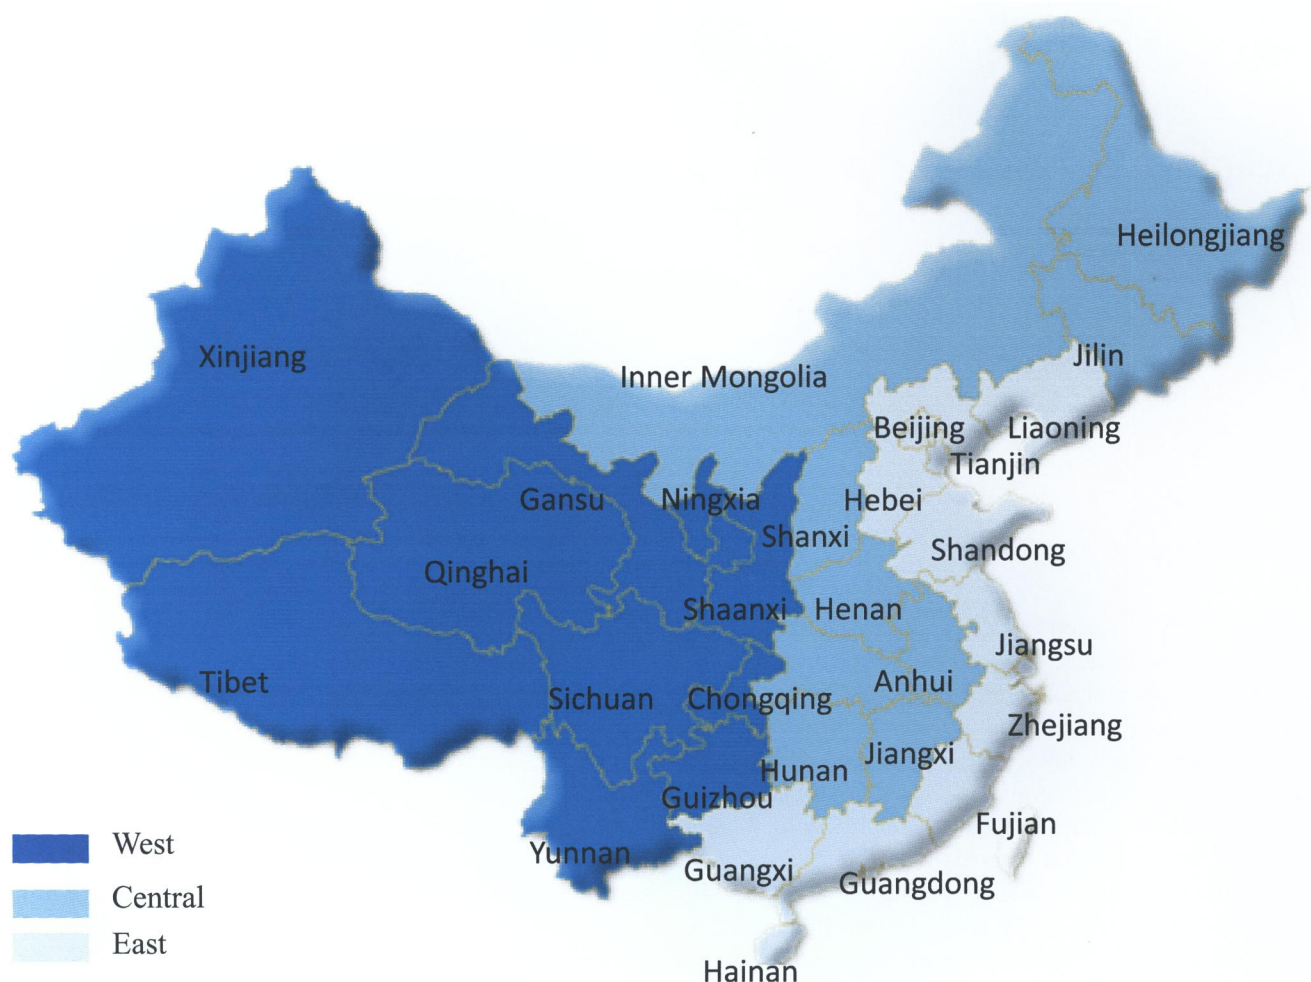 Heilongjiang
Xinjiang
Inner Mongolia
Jilin
Beijing
Liaoning
Tianjin
Gansu
Ningxia
Hebei
Shanxi
Shandong
Qinghai
Shaanxi
Henan
Jiangsu
Tibet
Sichuan
Chongqing
Anhui
Zhejiang
Jiangxi
Hunan
Guizhou
Fujian
Yunnan
Guangxi
Guangdong
Hainan
West
Central
East